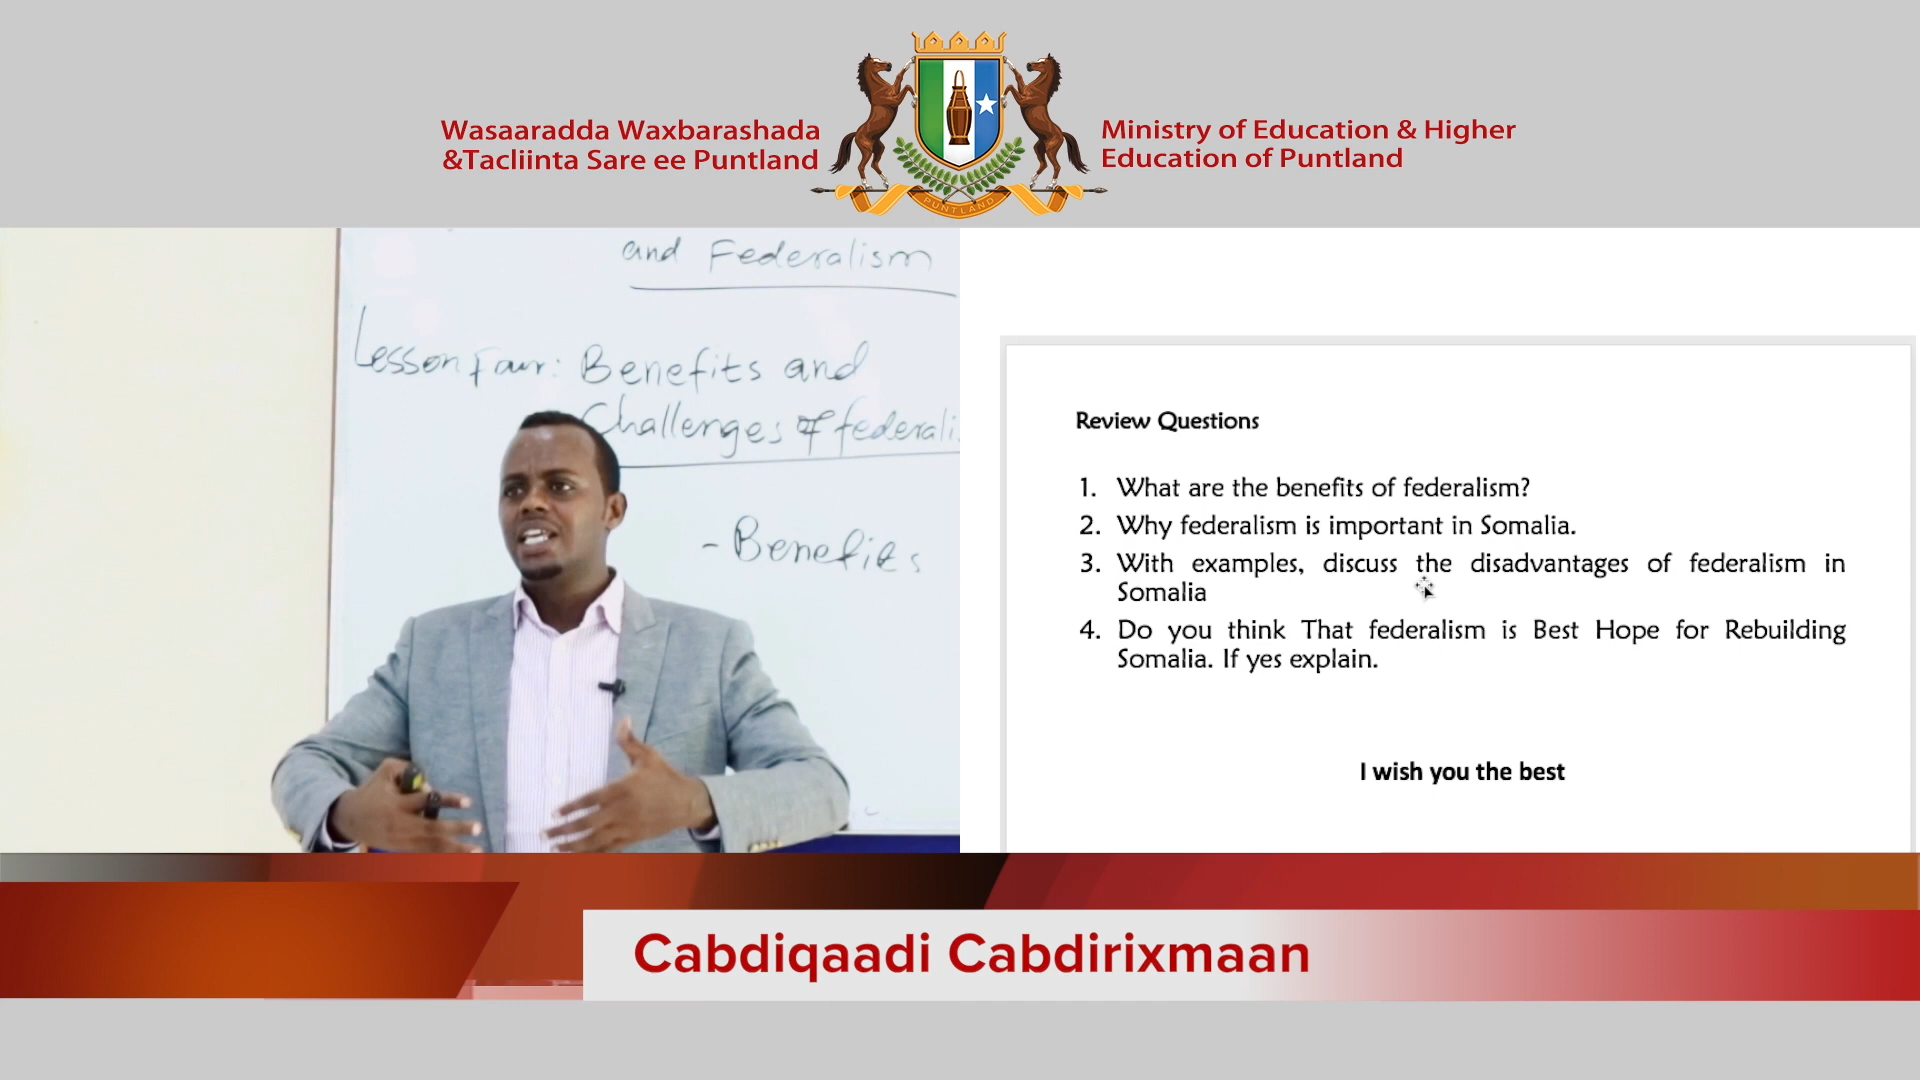 Wasaaradda Waxbarashada
&Tacliinta Sare ee Puntland
PUNTLAND
Ministry of Education & Higher
Education of Puntland
and Federalism
Lesson Four: Benefits and
Challenges of federali
- Benefits
Review Questions
1. What are the benefits of federalism?
2. Why federalism is important in Somalia.
3. With examples, discuss the disadvantages of federalism in
Somalia
4. Do you think That federalism is Best Hope for Rebuilding
Somalia. If yes explain.
I wish you the best
Cabdiqaadi Cabdirixmaan